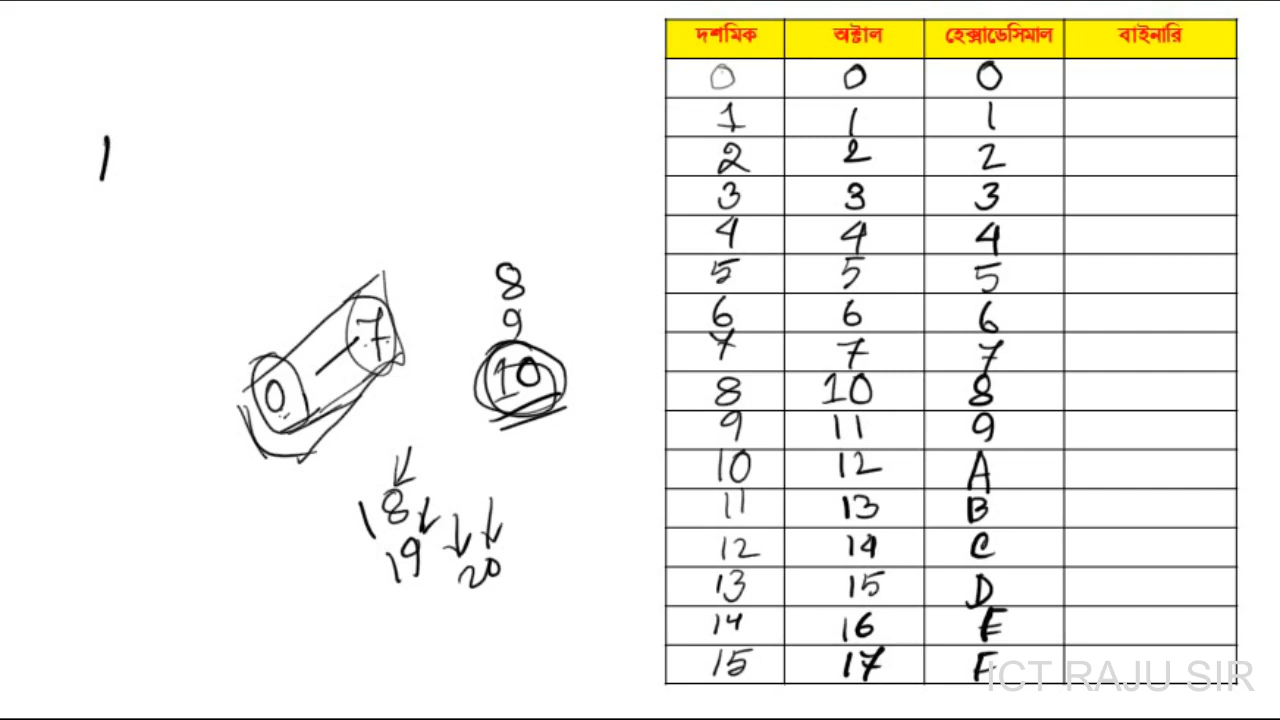 দশমিক অক্টাল হেক্সাডেসিমাল বাইনারি
0 0 0
1 1 1
2 2 2
3 3 3
4 4 4
5 5 5
6 6 6
7 7 7
8 10 8
9 11 9
10 12 A
11 13 B
12 14 C
13 15 D
14 16 E
15 17 F
1
0 – 7
8
9
10
18
19
20
ICT RAJU SIR